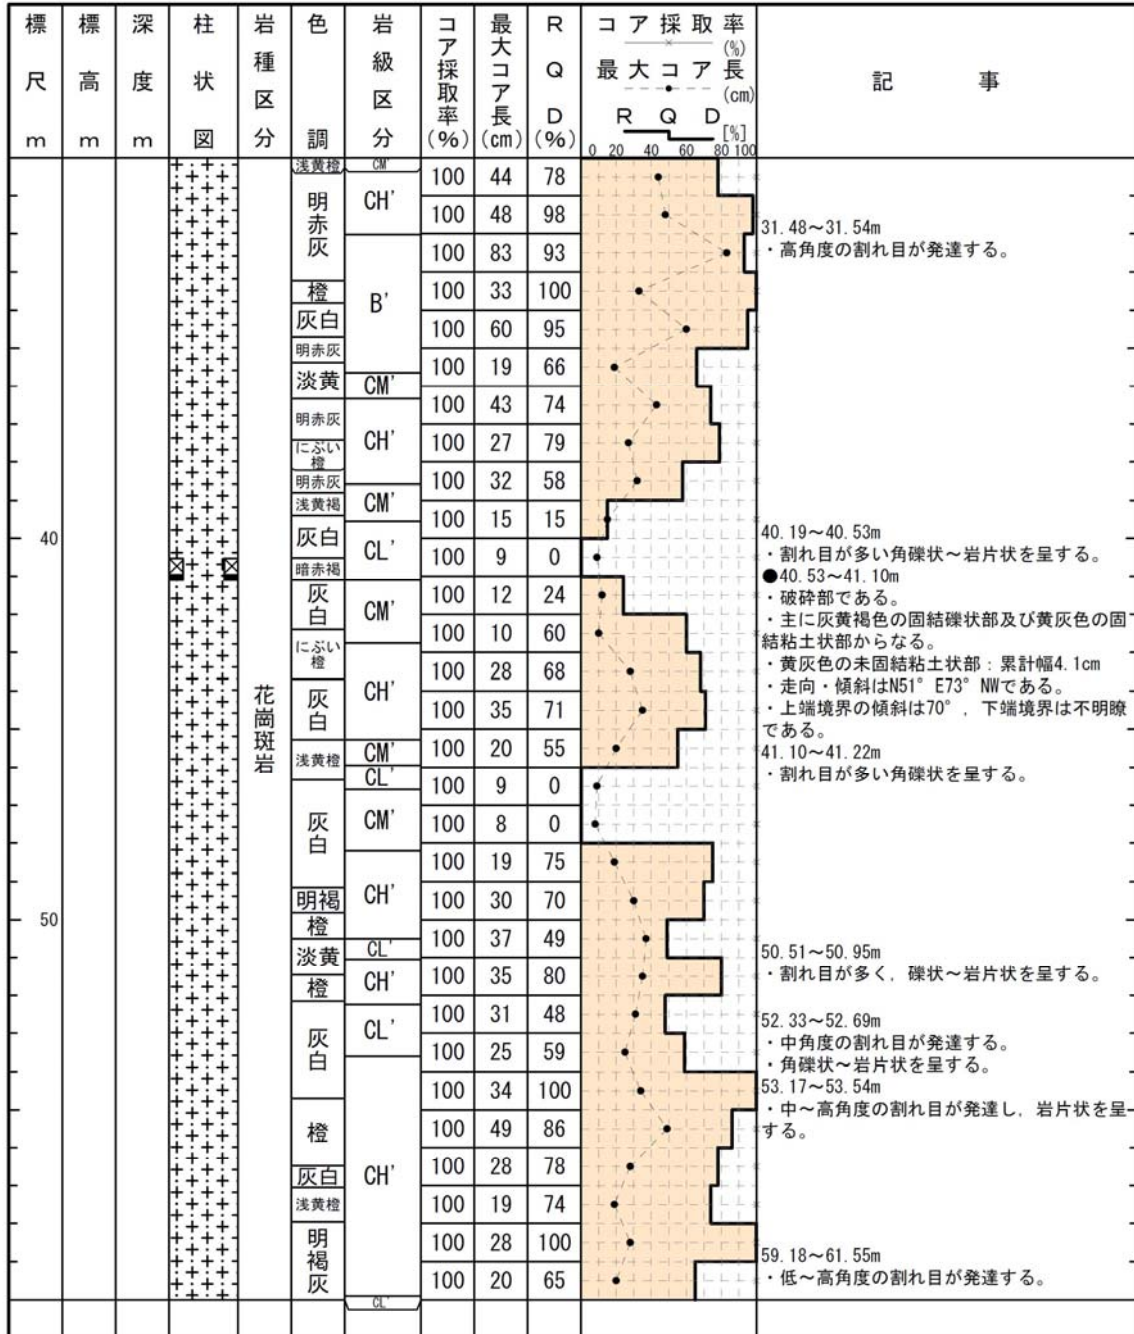 標尺 m
標高 m
深度 m
柱状図
岩種区分
色調
岩級区分
コア採取率(%)
最大コア長(cm)
RQD(%)
コア採取率
(%)
最大コア長
(cm)
R Q D
[%]
0 20 40 60 80 100
記事
浅黄橙 CM' 100 44 78
明赤灰 CH' 100 48 98
31.48～31.54m
・高角度の割れ目が発達する。
100 83 93
橙 B' 100 33 100
灰白 100 60 95
明赤灰 100 19 66
淡黄 CM'
明赤灰 100 43 74
にぶい橙 CH' 100 27 79
明赤灰 100 32 58
浅黄褐 CM' 100 15 15
40
灰白 CL' 100 9 0
暗赤褐
40.19～40.53m
・割れ目が多い角礫状～岩片状を呈する。
●40.53～41.10m
・破砕部である。
・主に灰黄褐色の固結礫状部及び黄灰色の固
結粘土状部からなる。
・黄灰色の未固結粘土状部：累計幅4.1cm
・走向・傾斜はN51°E73°NWである。
・上端境界の傾斜は70°，下端境界は不明瞭
である。
41.10～41.22m
・割れ目が多い角礫状を呈する。
灰白 CM' 100 12 24
にぶい橙 100 10 60
100 28 68
灰白 CH' 100 35 71
花崗斑岩
浅黄橙 CM' 100 20 55
CL' 100 9 0
灰白 CM' 100 8 0
100 19 75
明褐 CH' 100 30 70
50
橙 100 37 49
淡黄 CL'
50.51～50.95m
・割れ目が多く，礫状～岩片状を呈する。
橙 CH' 100 35 80
灰白 CL' 100 31 48
100 25 59
52.33～52.69m
・中角度の割れ目が発達する。
・角礫状～岩片状を呈する。
53.17～53.54m
・中～高角度の割れ目が発達し，岩片状を呈
する。
100 34 100
橙 100 49 86
灰白 CH' 100 28 78
浅黄橙 100 19 74
明褐灰 100 28 100
100 20 65
59.18～61.55m
・低～高角度の割れ目が発達する。
CL'